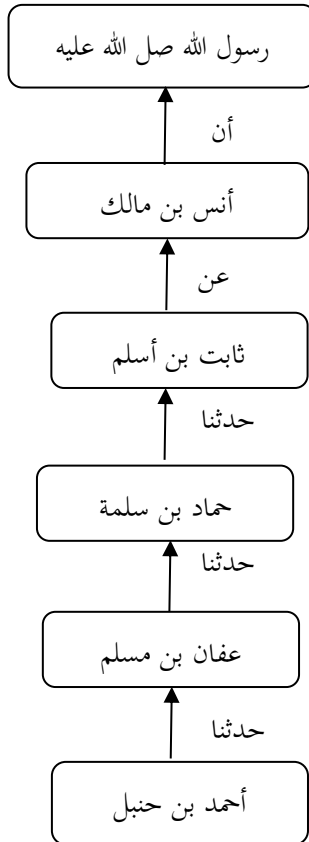 رسول الله صل الله عليه
أن
أنس بن مالك
عن
ثابت بن أسلم
حدثنا
حماد بن سلمة
حدثنا
عفان بن مسلم
حدثنا
أحمد بن حنبل